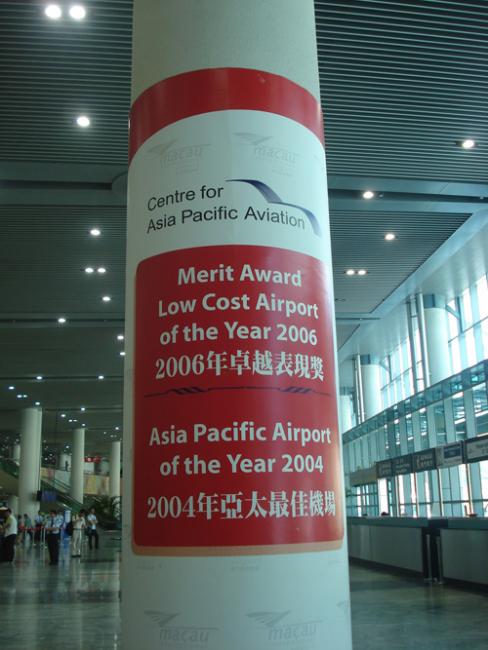 macau macau
Centre for
Asia Pacific Aviation
Merit Award
Low Cost Airport
of the Year 2006
2006年卓越表現獎
Asia Pacific Airport
of the Year 2004
2004年亞太最佳機場
macau macau